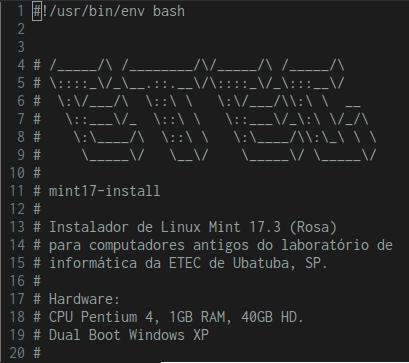 1 #!/usr/bin/env bash
2
3
4 # /_____/\ /________/\/_____/\ /_____/\
5 # \::::_\/_\__.::.__\/\::::_\/_\:::__\/
6 #  \:\/___/\  \::\ \   \:\/___/\\:\ \  __
7 #   \::___\/_  \::\ \   \::___\/_\:\ \/_/\
8 #    \:\____/\  \::\ \   \:\____/\\:\_\ \ \
9 #     \_____\/   \__\/    \_____\/ \_____\/
10 #
11 # mint17-install
12 #
13 # Instalador de Linux Mint 17.3 (Rosa)
14 # para computadores antigos do laboratório de
15 # informática da ETEC de Ubatuba, SP.
16 #
17 # Hardware:
18 # CPU Pentium 4, 1GB RAM, 40GB HD.
19 # Dual Boot Windows XP
20 #